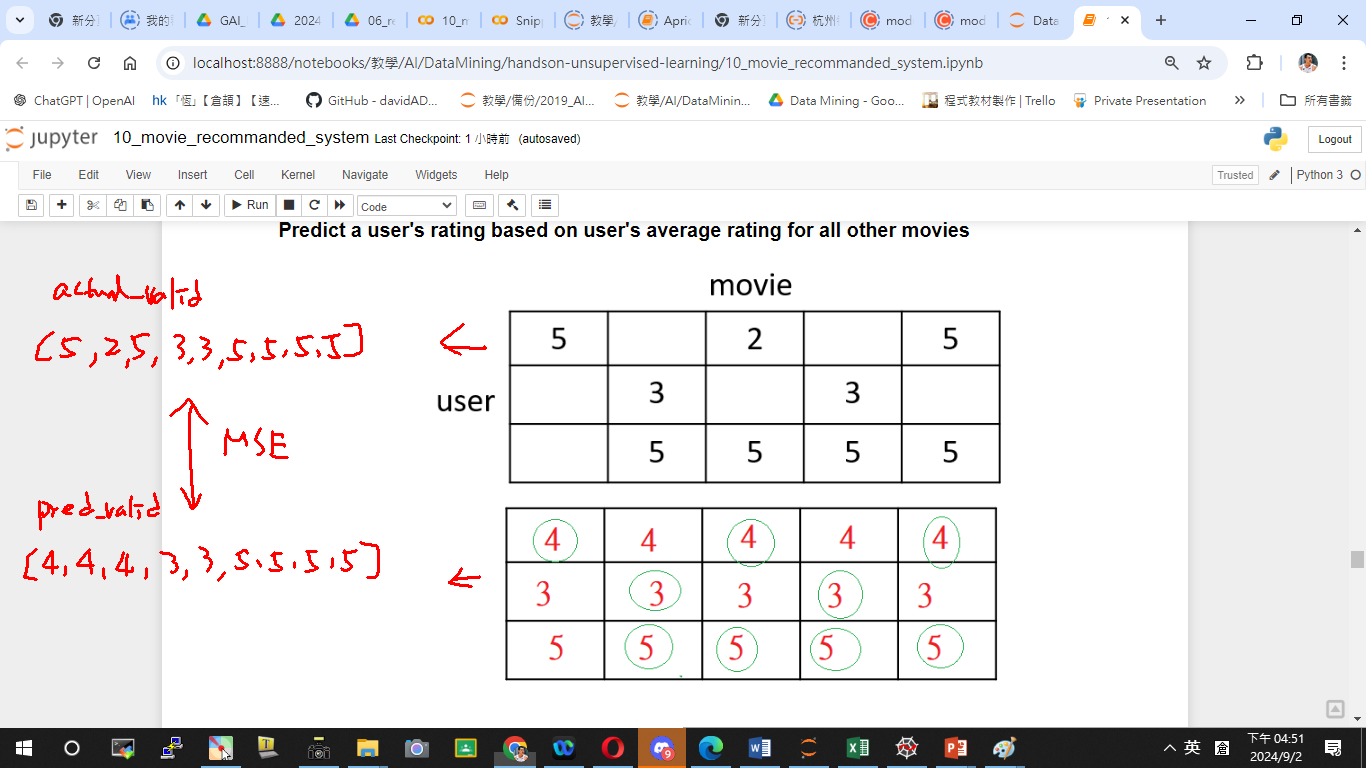 新分 我的 GAI_ 2024 06_re 10_n Snip 教學/ Apric 新分 杭州 mod mod Data
localhost:8888/notebooks/教學/AI/DataMining/handson-unsupervised-learning/10_movie_recommanded_system.ipynb
ChatGPT | OpenAI hk 「恆」【倉頡】【速... GitHub - davidAD... 教學/備份/2019_AI... 教學/AI/DataMinin... Data Mining - Goo... 程式教材製作 | Trello Private Presentation » 所有書籤
jupyter 10_movie_recommanded_system Last Checkpoint: 1 小時前 (autosaved) Logout
File Edit View Insert Cell Kernel Navigate Widgets Help Trusted Python 3
Run Code
Predict a user's rating based on user's average rating for all other movies
movie
actual_valid
[5,2,5,3,3,5,5,5,5]
5 2 5
user 3 3
5 5 5 5
MSE
pred_valid
[4,4,4,3,3,5,5,5,5]
4 4 4 4 4
3 3 3 3 3
5 5 5 5 5
9 英 倉 下午 04:51
2024/9/2